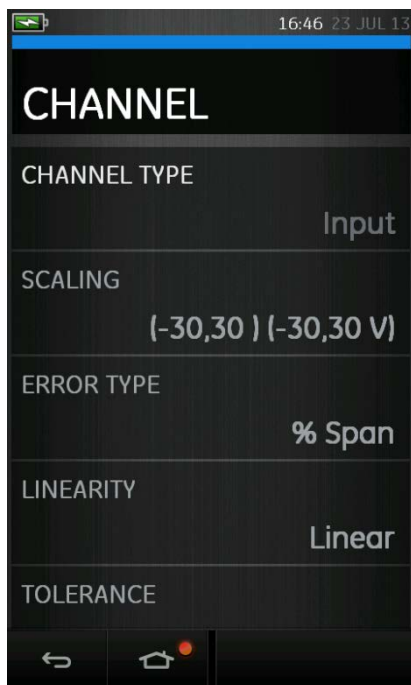 16:46 23 JUL 13
CHANNEL
CHANNEL TYPE
Input
SCALING
(-30,30 ) (-30,30 V)
ERROR TYPE
% Span
LINEARITY
Linear
TOLERANCE